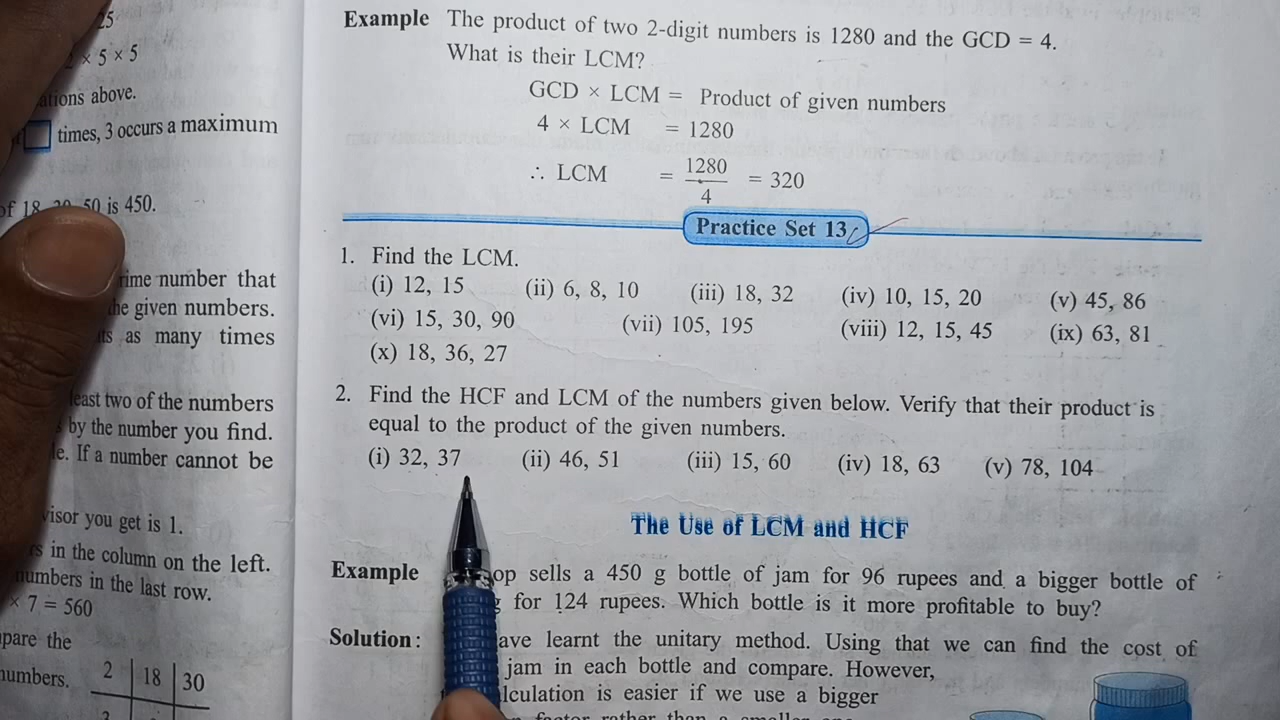 25
× 5 × 5
ations above.
times, 3 occurs a maximum
of 18, 50 is 450.
rime number that
he given numbers.
as many times
least two of the numbers
by the number you find.
le. If a number cannot be
visor you get is 1.
rs in the column on the left.
numbers in the last row.
× 7 = 560
pare the
numbers.
2 18 30
Example The product of two 2-digit numbers is 1280 and the GCD = 4.
What is their LCM?
GCD × LCM = Product of given numbers
4 × LCM = 1280
∴ LCM = 1280/4 = 320
Practice Set 13
1. Find the LCM.
(i) 12, 15 (ii) 6, 8, 10 (iii) 18, 32 (iv) 10, 15, 20 (v) 45, 86
(vi) 15, 30, 90 (vii) 105, 195 (viii) 12, 15, 45 (ix) 63, 81
(x) 18, 36, 27
2. Find the HCF and LCM of the numbers given below. Verify that their product is
equal to the product of the given numbers.
(i) 32, 37 (ii) 46, 51 (iii) 15, 60 (iv) 18, 63 (v) 78, 104
The Use of LCM and HCF
Example op sells a 450 g bottle of jam for 96 rupees and a bigger bottle of
for 124 rupees. Which bottle is it more profitable to buy?
Solution : ave learnt the unitary method. Using that we can find the cost of
jam in each bottle and compare. However,
lculation is easier if we use a bigger